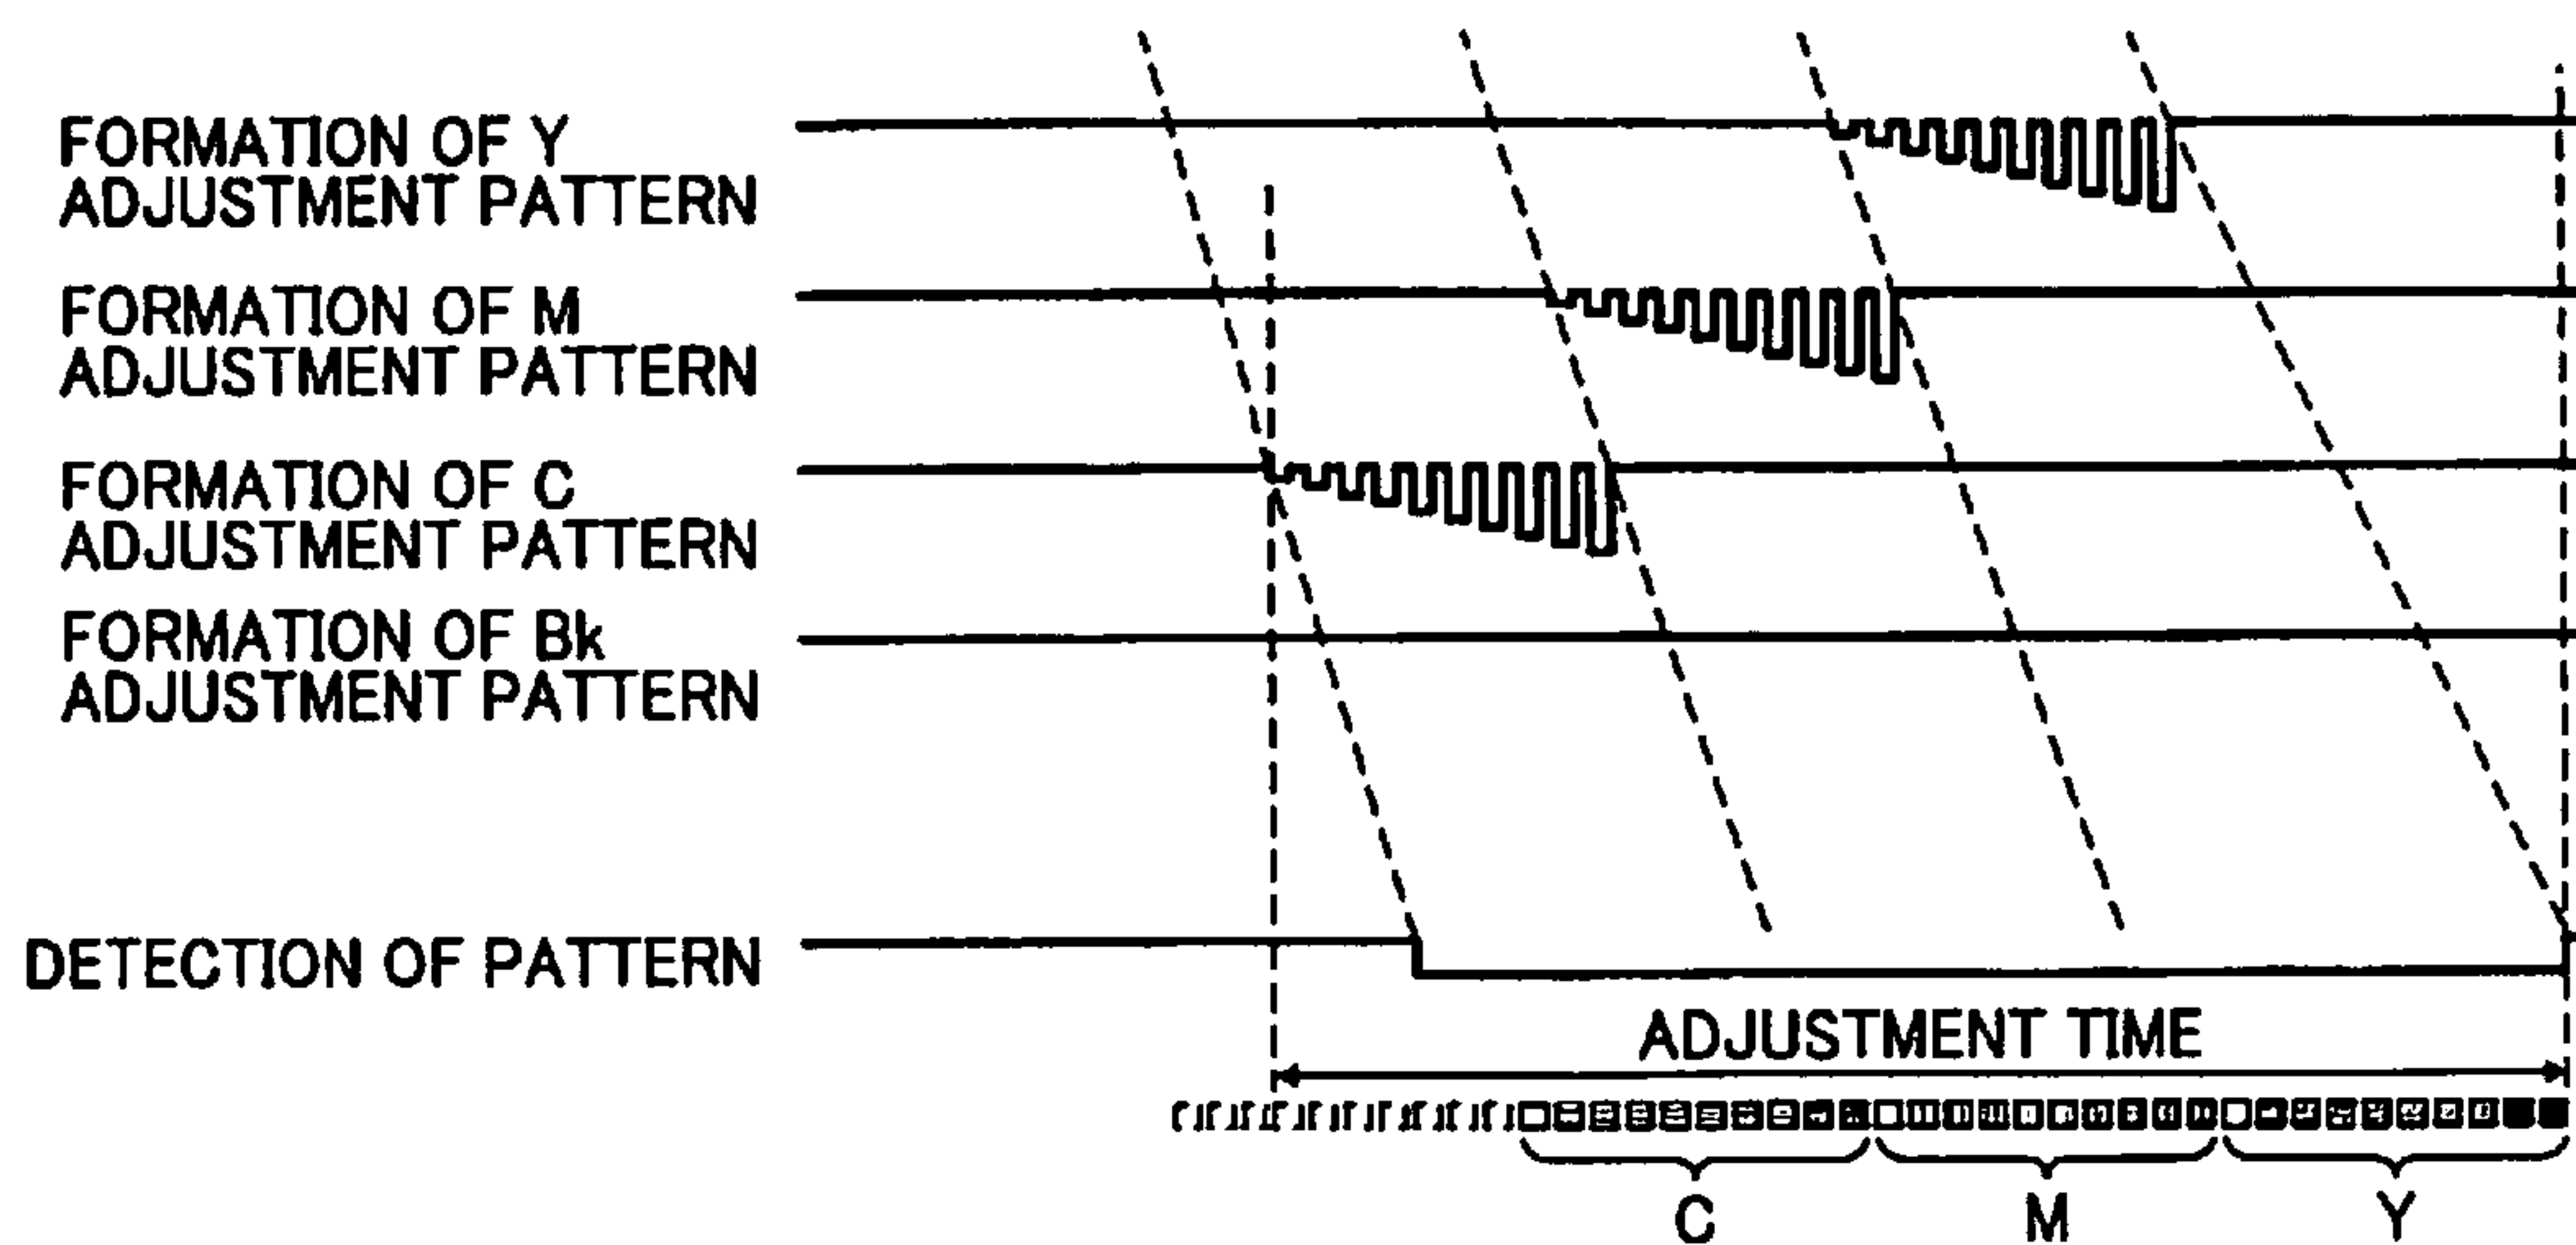 FORMATION OF Y
ADJUSTMENT PATTERN
FORMATION OF M
ADJUSTMENT PATTERN
FORMATION OF C
ADJUSTMENT PATTERN
FORMATION OF Bk
ADJUSTMENT PATTERN
DETECTION OF PATTERN
ADJUSTMENT TIME
C M Y